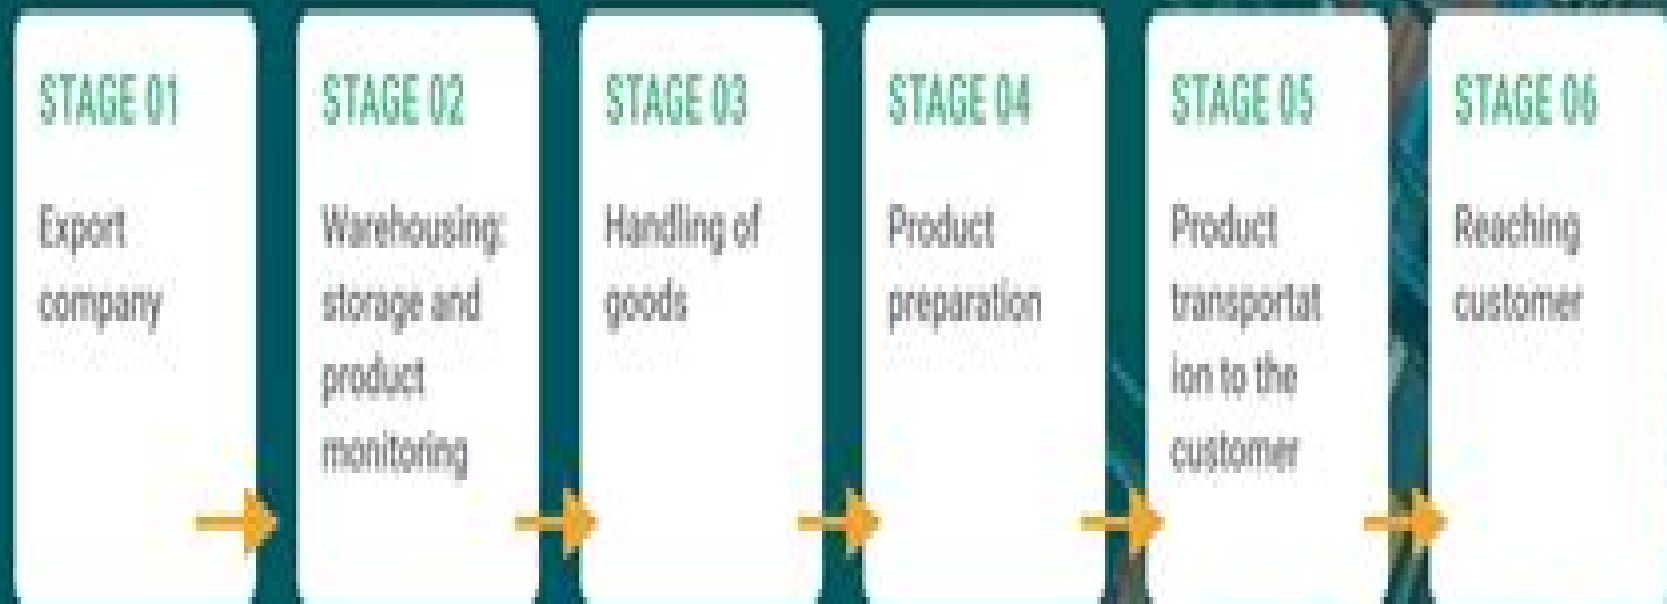 STAGE 01
Export
company
STAGE 02
Warehousing:
storage and
product
monitoring
STAGE 03
Handling of
goods
STAGE 04
Product
preparation
STAGE 05
Product
transportat
ion to the
customer
STAGE 06
Reaching
customer